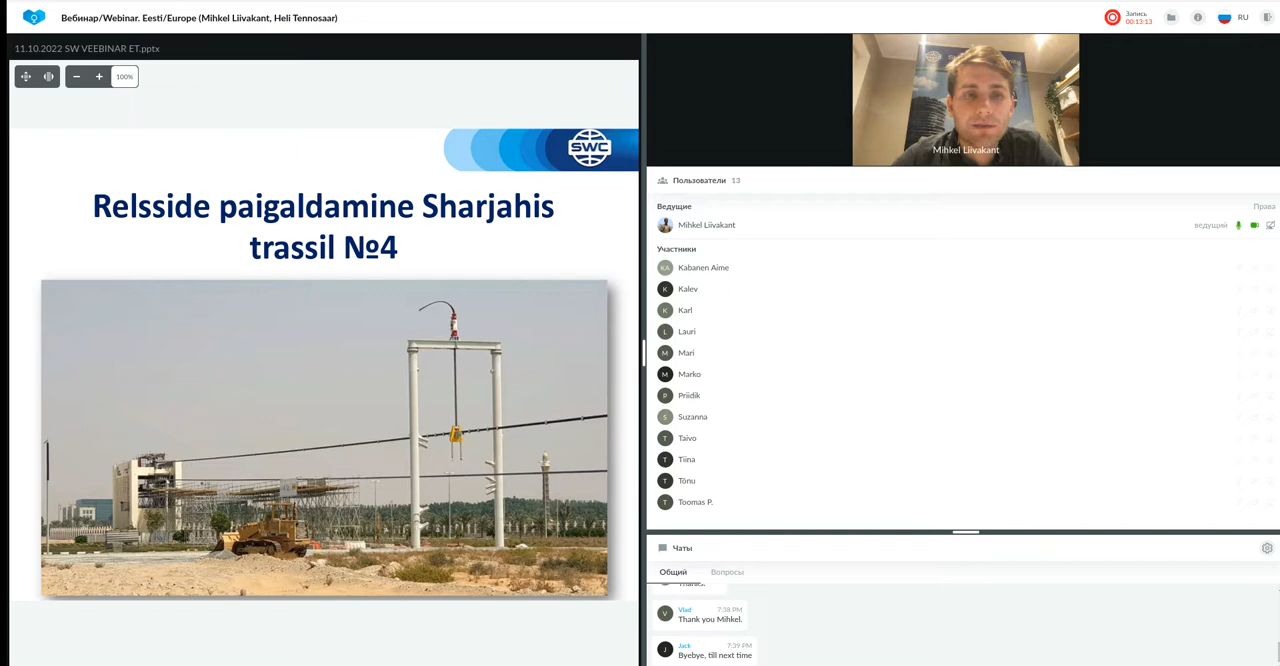 Вебинар/Webinar. Eesti/Europe (Mihkel Liivakant, Heli Tennosaar)
Запись
00:13:13
RU
11.10.2022 SW VEEBINAR ET.pptx
100%
SWC
Relsside paigaldamine Sharjahis
trassil №4
Mihkel Liivakant
Пользователи 13
Ведущие Права
Mihkel Liivakant ведущий
Участники
KA Kabanen Aime
K Kalev
K Karl
L Lauri
M Mari
M Marko
P Priidik
S Suzanna
T Taivo
T Tiina
T Tõnu
T Toomas P.
Чаты
Общий Вопросы
Thanks.
V Vlad 7:38 PM
Thank you Mihkel.
J Jack 7:39 PM
Byebye, till next time